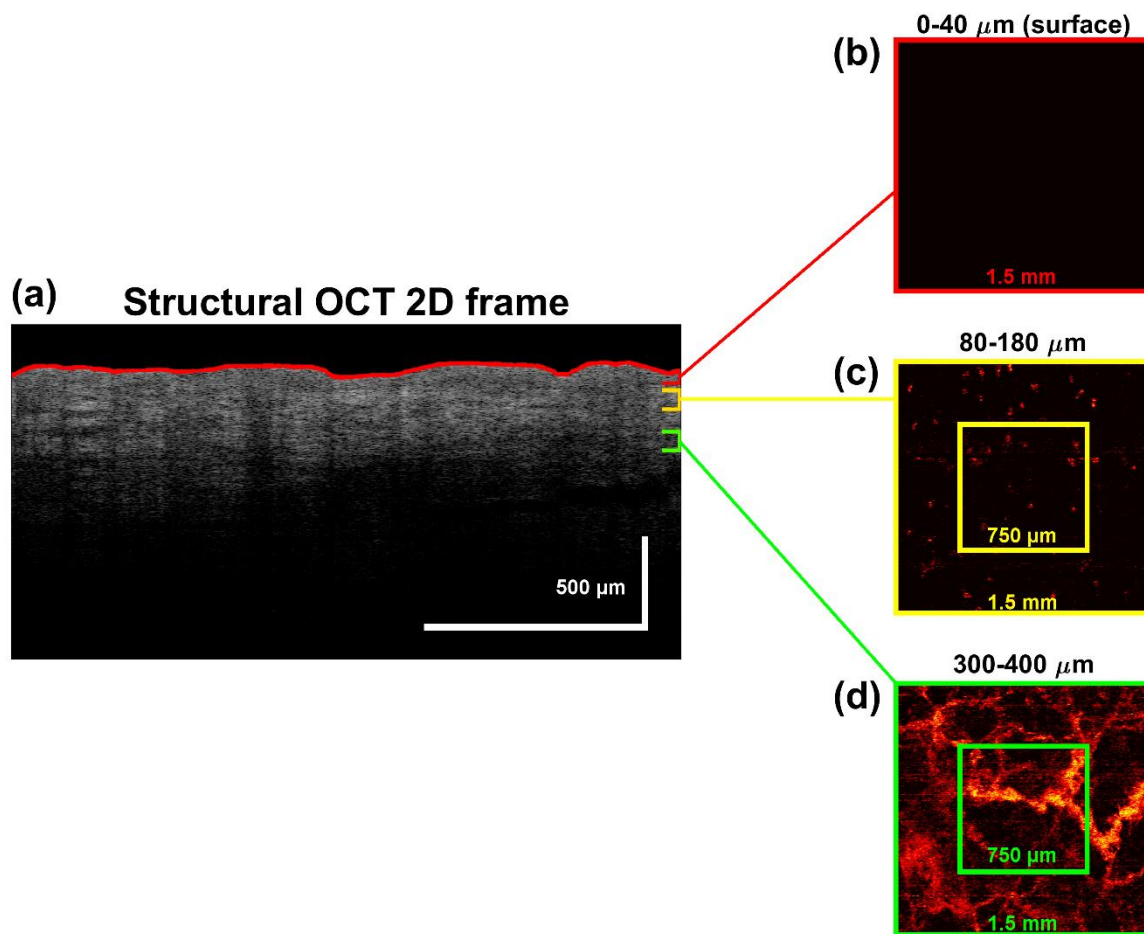 (a)
Structural OCT 2D frame
500 µm
(b)
0-40 μm (surface)
1.5 mm
(c)
80-180 μm
750 µm
1.5 mm
(d)
300-400 μm
750 µm
1.5 mm